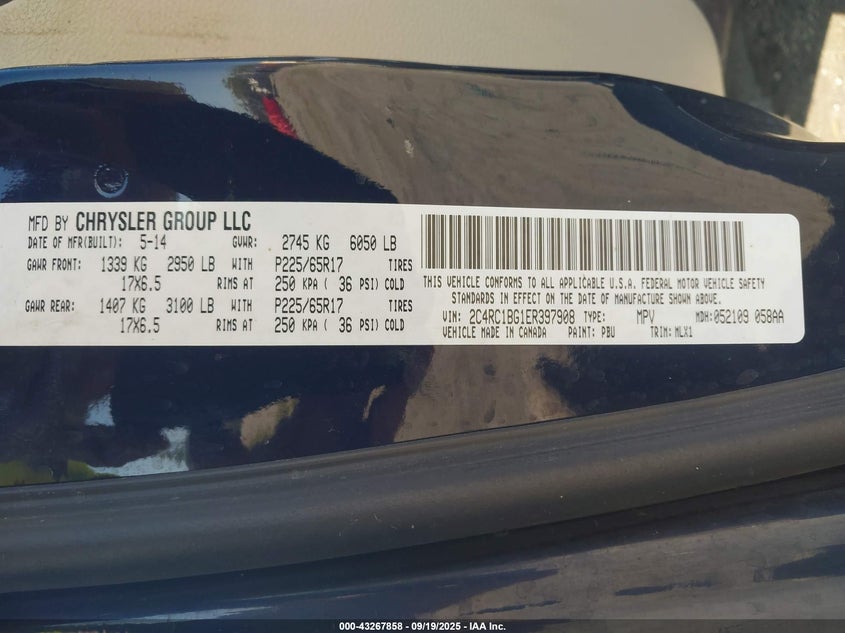 MFD BY CHRYSLER GROUP LLC
DATE OF MFR(BUILT): 5-14 GVWR: 2745 KG 6050 LB
GAWR FRONT: 1339 KG 2950 LB WITH P225/65R17 TIRES
17X6.5 RIMS AT 250 KPA ( 36 PSI) COLD
GAWR REAR: 1407 KG 3100 LB WITH P225/65R17 TIRES
17X6.5 RIMS AT 250 KPA ( 36 PSI) COLD
THIS VEHICLE CONFORMS TO ALL APPLICABLE U.S.A. FEDERAL MOTOR VEHICLE SAFETY
STANDARDS IN EFFECT ON THE DATE OF MANUFACTURE SHOWN ABOVE.
VIN: 2C4RC1BG1ER397908 TYPE: MPV MDH:052109 058AA
VEHICLE MADE IN CANADA PAINT: PBU TRIM: MLX1
000-43267858 - 09/19/2025 - IAA Inc.